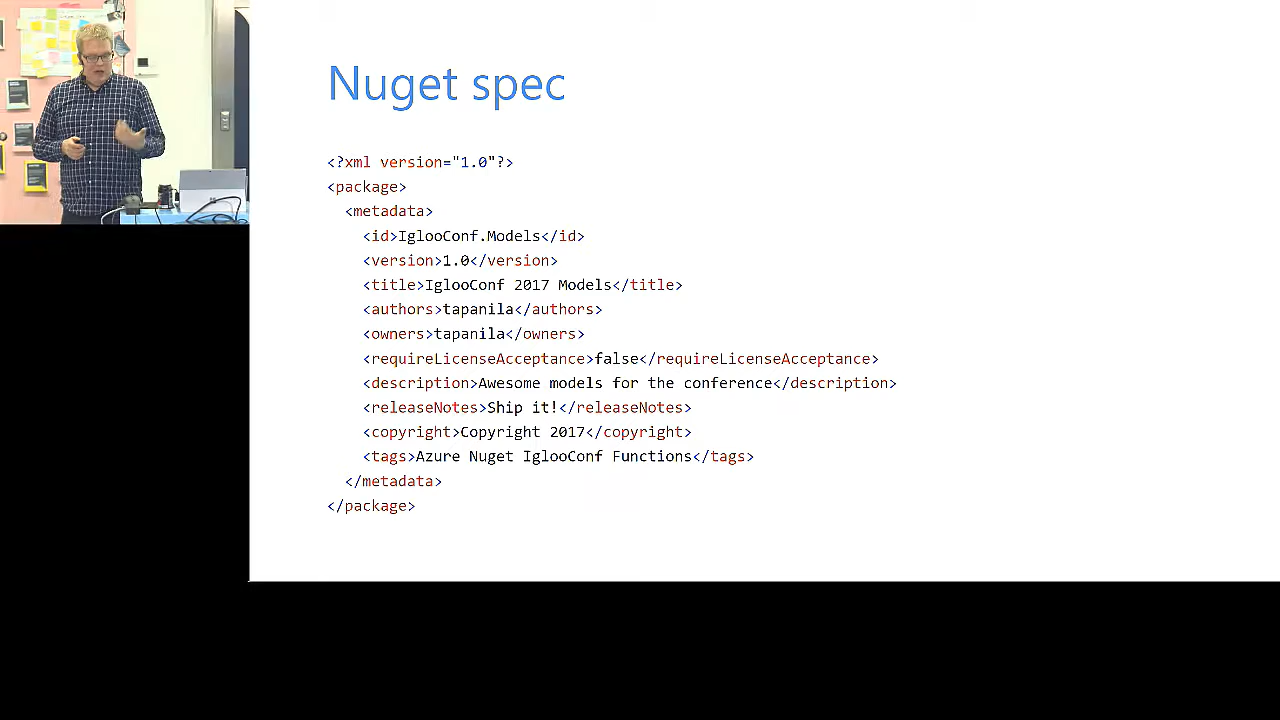 Nuget spec
<?xml version="1.0"?>
<package>
<metadata>
<id>IglooConf.Models</id>
<version>1.0</version>
<title>IglooConf 2017 Models</title>
<authors>tapanila</authors>
<owners>tapanila</owners>
<requireLicenseAcceptance>false</requireLicenseAcceptance>
<description>Awesome models for the conference</description>
<releaseNotes>Ship it!</releaseNotes>
<copyright>Copyright 2017</copyright>
<tags>Azure Nuget IglooConf Functions</tags>
</metadata>
</package>